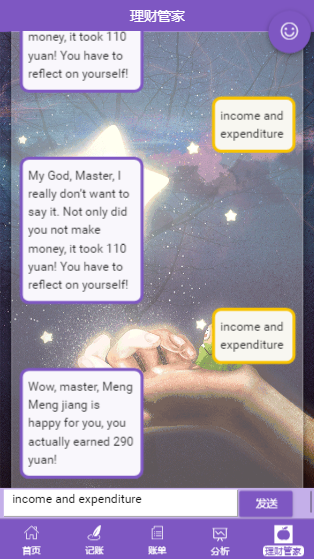 理财管家
money, it took 110
yuan! You have to
reflect on yourself!
income and
expenditure
My God, Master, I
really don't want to
say it. Not only did
you not make
money, it took 110
yuan! You have to
reflect on yourself!
income and
expenditure
Wow, master, Meng
Meng jiang is
happy for you, you
actually earned 290
yuan!
income and expenditure
发送
首页
记账
账单
分析
理财管家